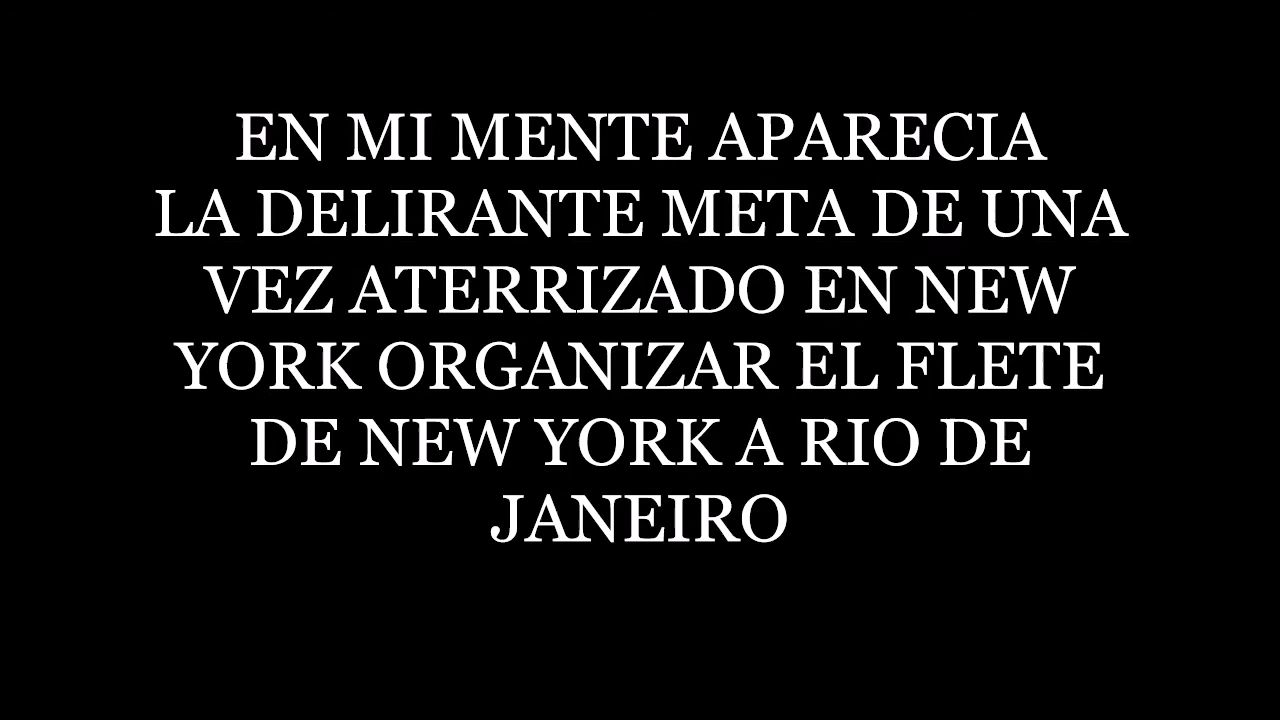 EN MI MENTE APARECIA
LA DELIRANTE META DE UNA
VEZ ATERRIZADO EN NEW
YORK ORGANIZAR EL FLETE
DE NEW YORK A RIO DE
JANEIRO